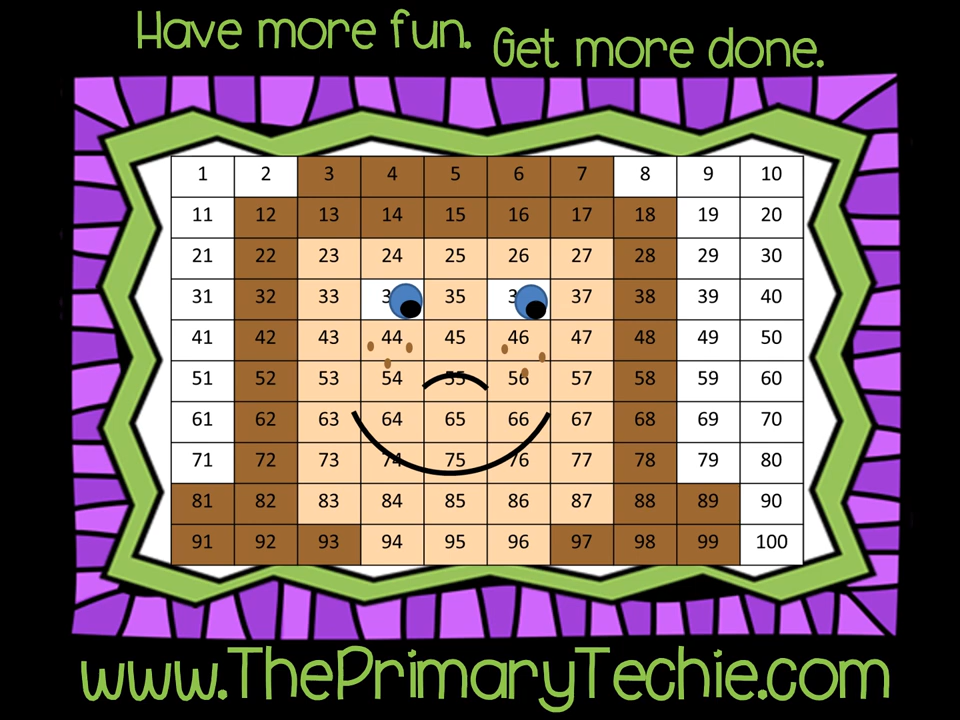 Have more fun. Get more done.
1 2 3 4 5 6 7 8 9 10
11 12 13 14 15 16 17 18 19 20
21 22 23 24 25 26 27 28 29 30
31 32 33 35 37 38 39 40
41 42 43 44 45 46 47 48 49 50
51 52 53 54 55 56 57 58 59 60
61 62 63 64 65 66 67 68 69 70
71 72 73 74 75 76 77 78 79 80
81 82 83 84 85 86 87 88 89 90
91 92 93 94 95 96 97 98 99 100
www.ThePrimaryTechie.com